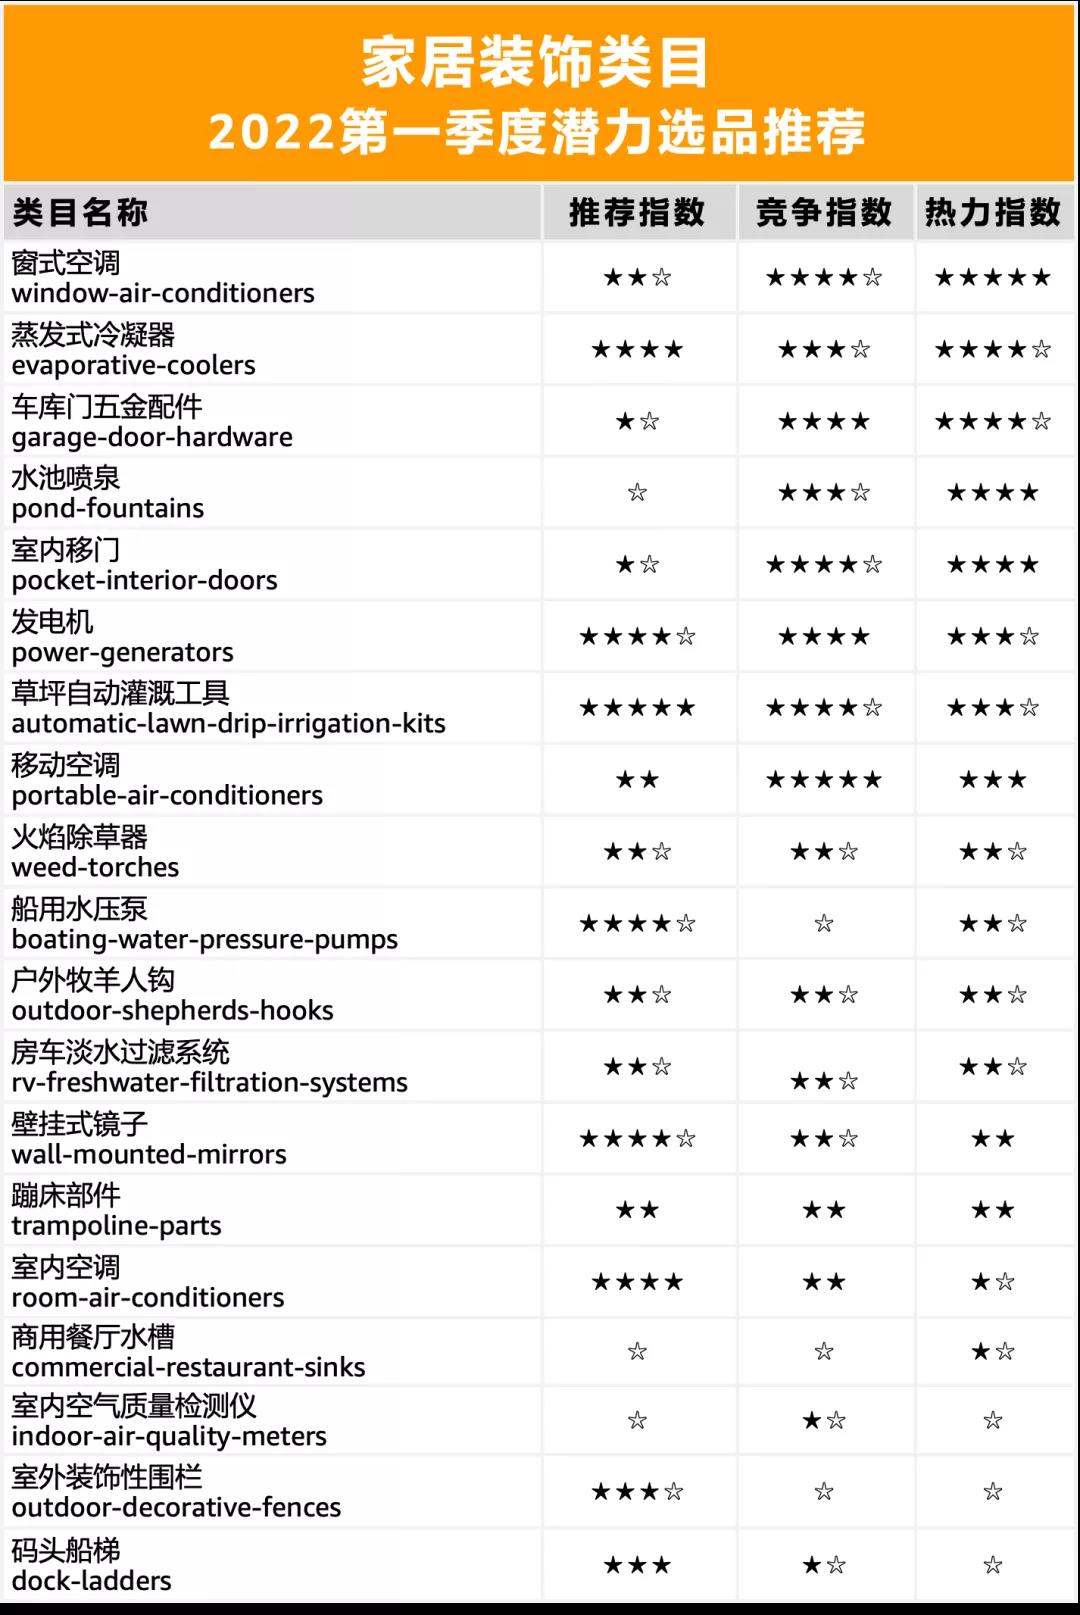 家居装饰类目
2022第一季度潜力选品推荐
类目名称 推荐指数 竞争指数 热力指数
窗式空调
window-air-conditioners ★★☆ ★★★★☆ ★★★★★
蒸发式冷凝器
evaporative-coolers ★★★★ ★★★☆ ★★★★☆
车库门五金配件
garage-door-hardware ★☆ ★★★★ ★★★★☆
水池喷泉
pond-fountains ☆ ★★★☆ ★★★★
室内移门
pocket-interior-doors ★☆ ★★★★☆ ★★★★
发电机
power-generators ★★★★☆ ★★★★ ★★★☆
草坪自动灌溉工具
automatic-lawn-drip-irrigation-kits ★★★★★ ★★★★☆ ★★★☆
移动空调
portable-air-conditioners ★★ ★★★★★ ★★★
火焰除草器
weed-torches ★★☆ ★★☆ ★★☆
船用水压泵
boating-water-pressure-pumps ★★★★☆ ☆ ★★☆
户外牧羊人钩
outdoor-shepherds-hooks ★★☆ ★★☆ ★★☆
房车淡水过滤系统
rv-freshwater-filtration-systems ★★☆ ★★☆ ★★☆
壁挂式镜子
wall-mounted-mirrors ★★★★☆ ★★☆ ★★
蹦床部件
trampoline-parts ★★ ★★ ★★
室内空调
room-air-conditioners ★★★★ ★★ ★☆
商用餐厅水槽
commercial-restaurant-sinks ☆ ☆ ★☆
室内空气质量检测仪
indoor-air-quality-meters ☆ ★☆ ☆
室外装饰性围栏
outdoor-decorative-fences ★★★☆ ☆ ☆
码头船梯
dock-ladders ★★★ ★☆ ☆